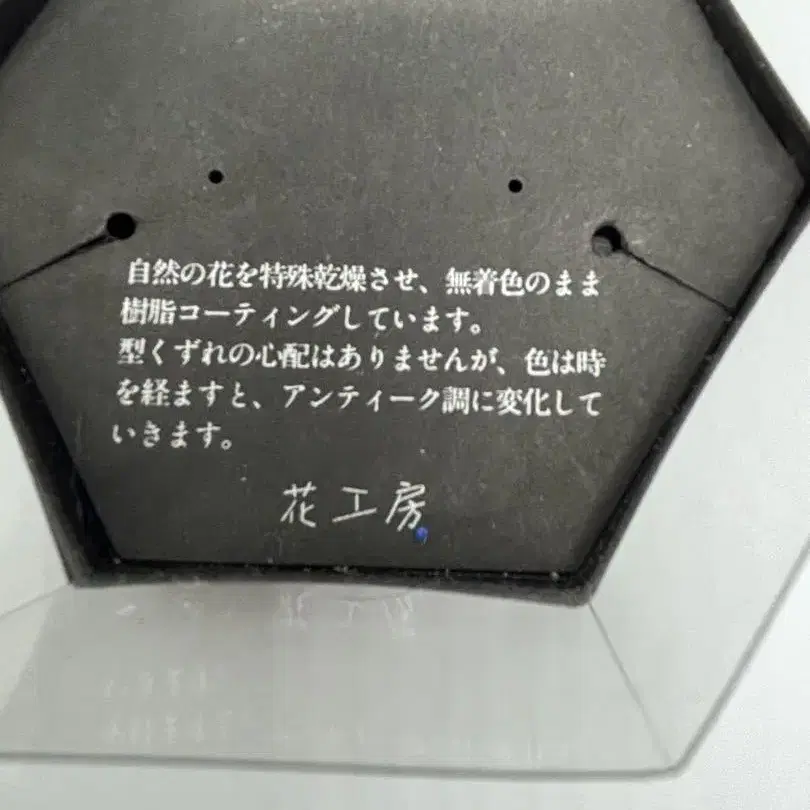 自然の花を特殊乾燥させ、無着色のまま
樹脂コーティングしています。
型くずれの心配はありませんが、色は時
を経ますと、アンティーク調に変化して
いきます。
花工房